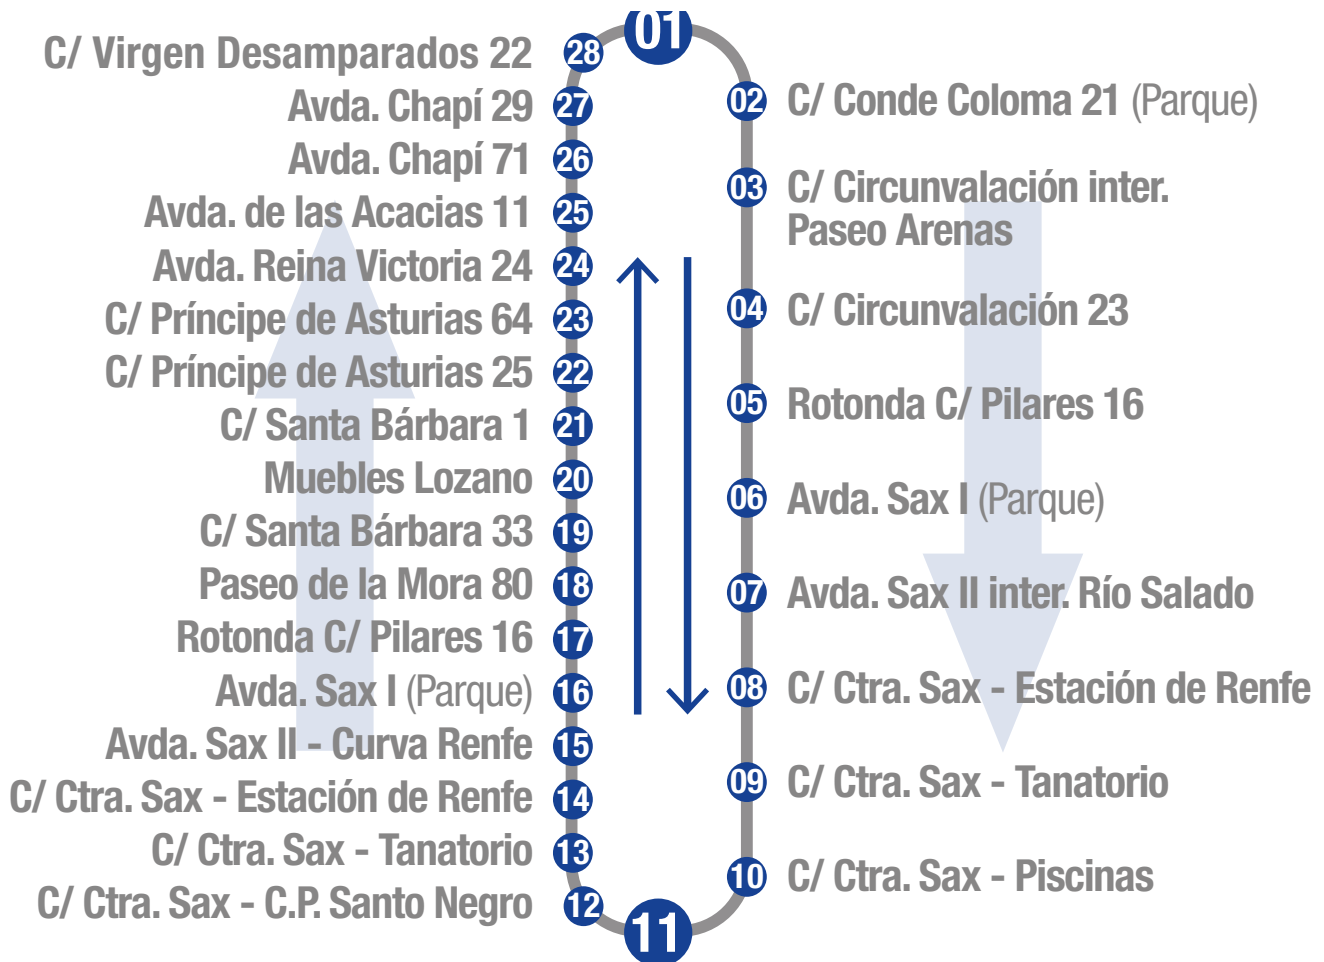 01
28 C/ Virgen Desamparados 22
27 Avda. Chapí 29
26 Avda. Chapí 71
25 Avda. de las Acacias 11
24 Avda. Reina Victoria 24
23 C/ Príncipe de Asturias 64
22 C/ Príncipe de Asturias 25
21 C/ Santa Bárbara 1
20 Muebles Lozano
19 C/ Santa Bárbara 33
18 Paseo de la Mora 80
17 Rotonda C/ Pilares 16
16 Avda. Sax I (Parque)
15 Avda. Sax II - Curva Renfe
14 C/ Ctra. Sax - Estación de Renfe
13 C/ Ctra. Sax - Tanatorio
12 C/ Ctra. Sax - C.P. Santo Negro
02 C/ Conde Coloma 21 (Parque)
03 C/ Circunvalación inter.
Paseo Arenas
04 C/ Circunvalación 23
05 Rotonda C/ Pilares 16
06 Avda. Sax I (Parque)
07 Avda. Sax II inter. Río Salado
08 C/ Ctra. Sax - Estación de Renfe
09 C/ Ctra. Sax - Tanatorio
10 C/ Ctra. Sax - Piscinas
11